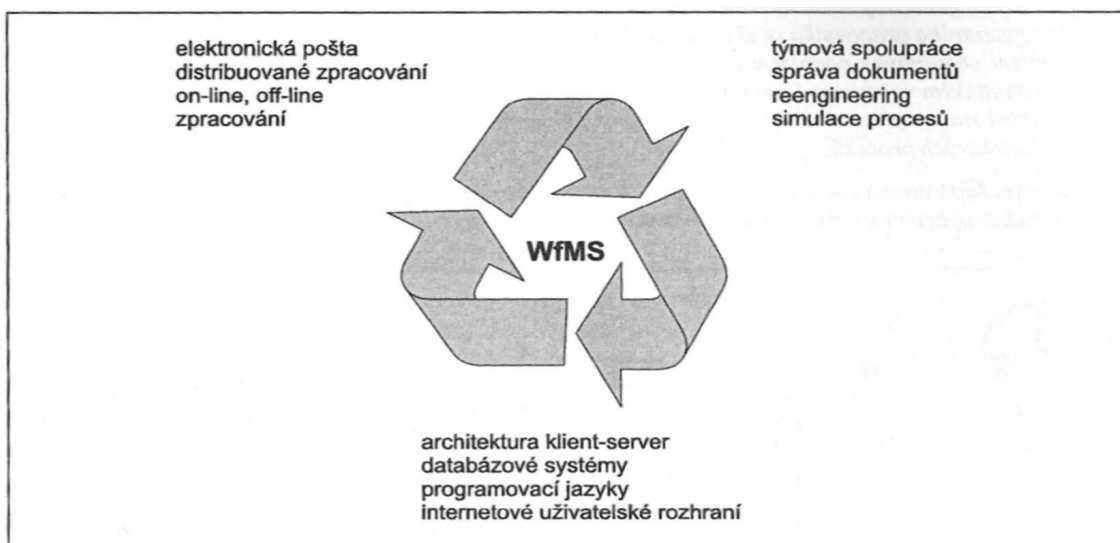 elektronická pošta
distribuované zpracování
on-line, off-line
zpracování
týmová spolupráce
správa dokumentů
reengineering
simulace procesů
WfMS
architektura klient-server
databázové systémy
programovací jazyky
internetové uživatelské rozhraní